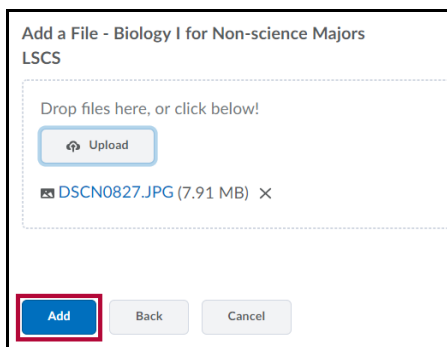 Add a File - Biology I for Non-science Majors
LSCS
Drop files here, or click below!
Upload
DSCN0827.JPG (7.91 MB) ×
Add Back Cancel